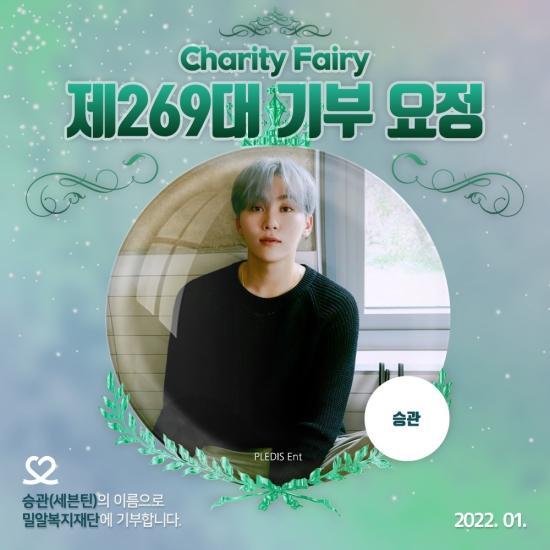 Charity Fairy
제269대 기부 요정
승관
PLEDIS Ent
승관(세븐틴)의 이름으로
밀알복지재단에 기부합니다.
2022. 01.